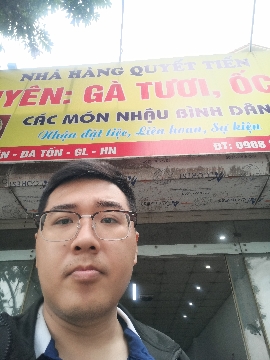 NHÀ HÀNG QUYẾT TIẾN
YÊN: GÀ TƯƠI, ỐC
CÁC MÓN NHẬU BÌNH DÂN
Nhận đặt tiệc, Liên hoan, Sự kiện
ĐA TỐN - GL - HN
ĐT: 0968